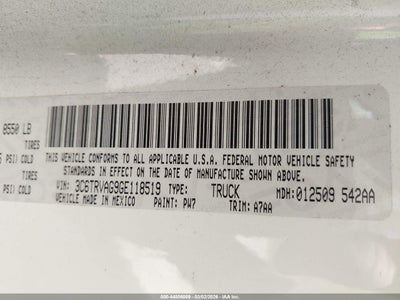 8550 LB
TIRES
PSI) COLD
TIRES
PSI) COLD
THIS VEHICLE CONFORMS TO ALL APPLICABLE U.S.A. FEDERAL MOTOR VEHICLE SAFETY
STANDARDS IN EFFECT ON THE DATE OF MANUFACTURE SHOWN ABOVE.
VIN: 3C6TRVAG9GE118519 TYPE: TRUCK MDH:012509 542AA
VEHICLE MADE IN MEXICO PAINT: PW7 TRIM: A7AA